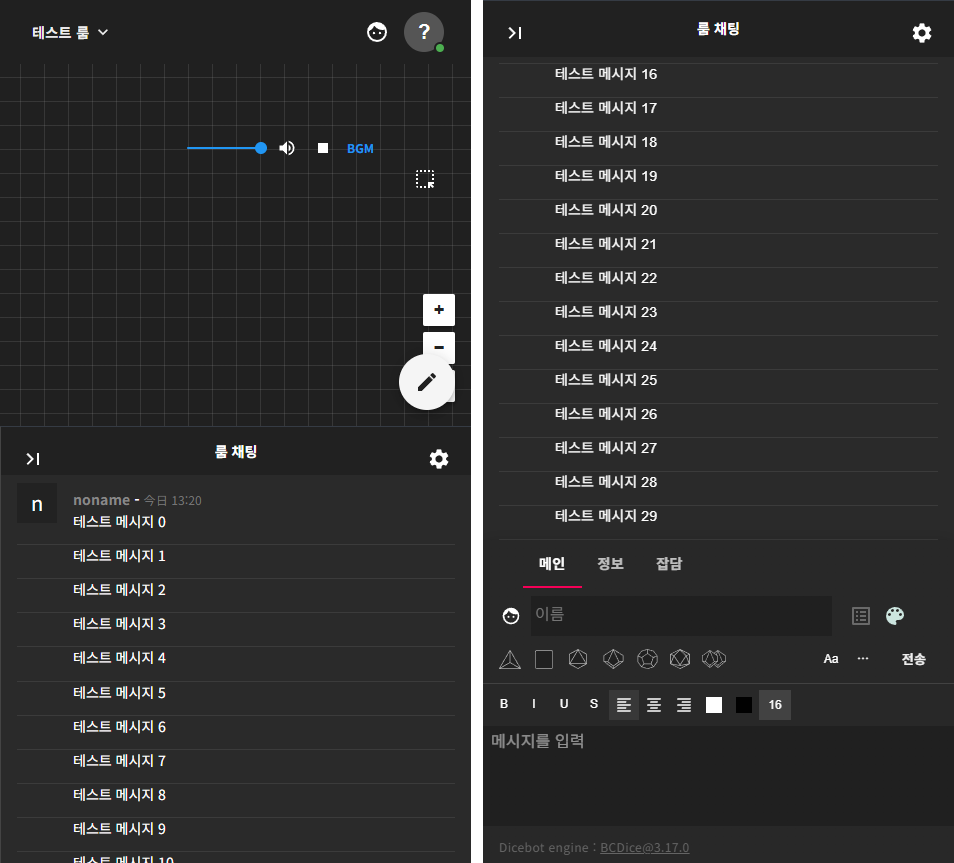 테스트 룸
?
BGM
+
−
룸 채팅
n
noname - 今日 13:20
테스트 메시지 0
테스트 메시지 1
테스트 메시지 2
테스트 메시지 3
테스트 메시지 4
테스트 메시지 5
테스트 메시지 6
테스트 메시지 7
테스트 메시지 8
테스트 메시지 9
테스트 메시지 10
룸 채팅
테스트 메시지 16
테스트 메시지 17
테스트 메시지 18
테스트 메시지 19
테스트 메시지 20
테스트 메시지 21
테스트 메시지 22
테스트 메시지 23
테스트 메시지 24
테스트 메시지 25
테스트 메시지 26
테스트 메시지 27
테스트 메시지 28
테스트 메시지 29
메인 정보 잡담
이름
Aa ··· 전송
B I U S 16
메시지를 입력
Dicebot engine : BCDice@3.17.0